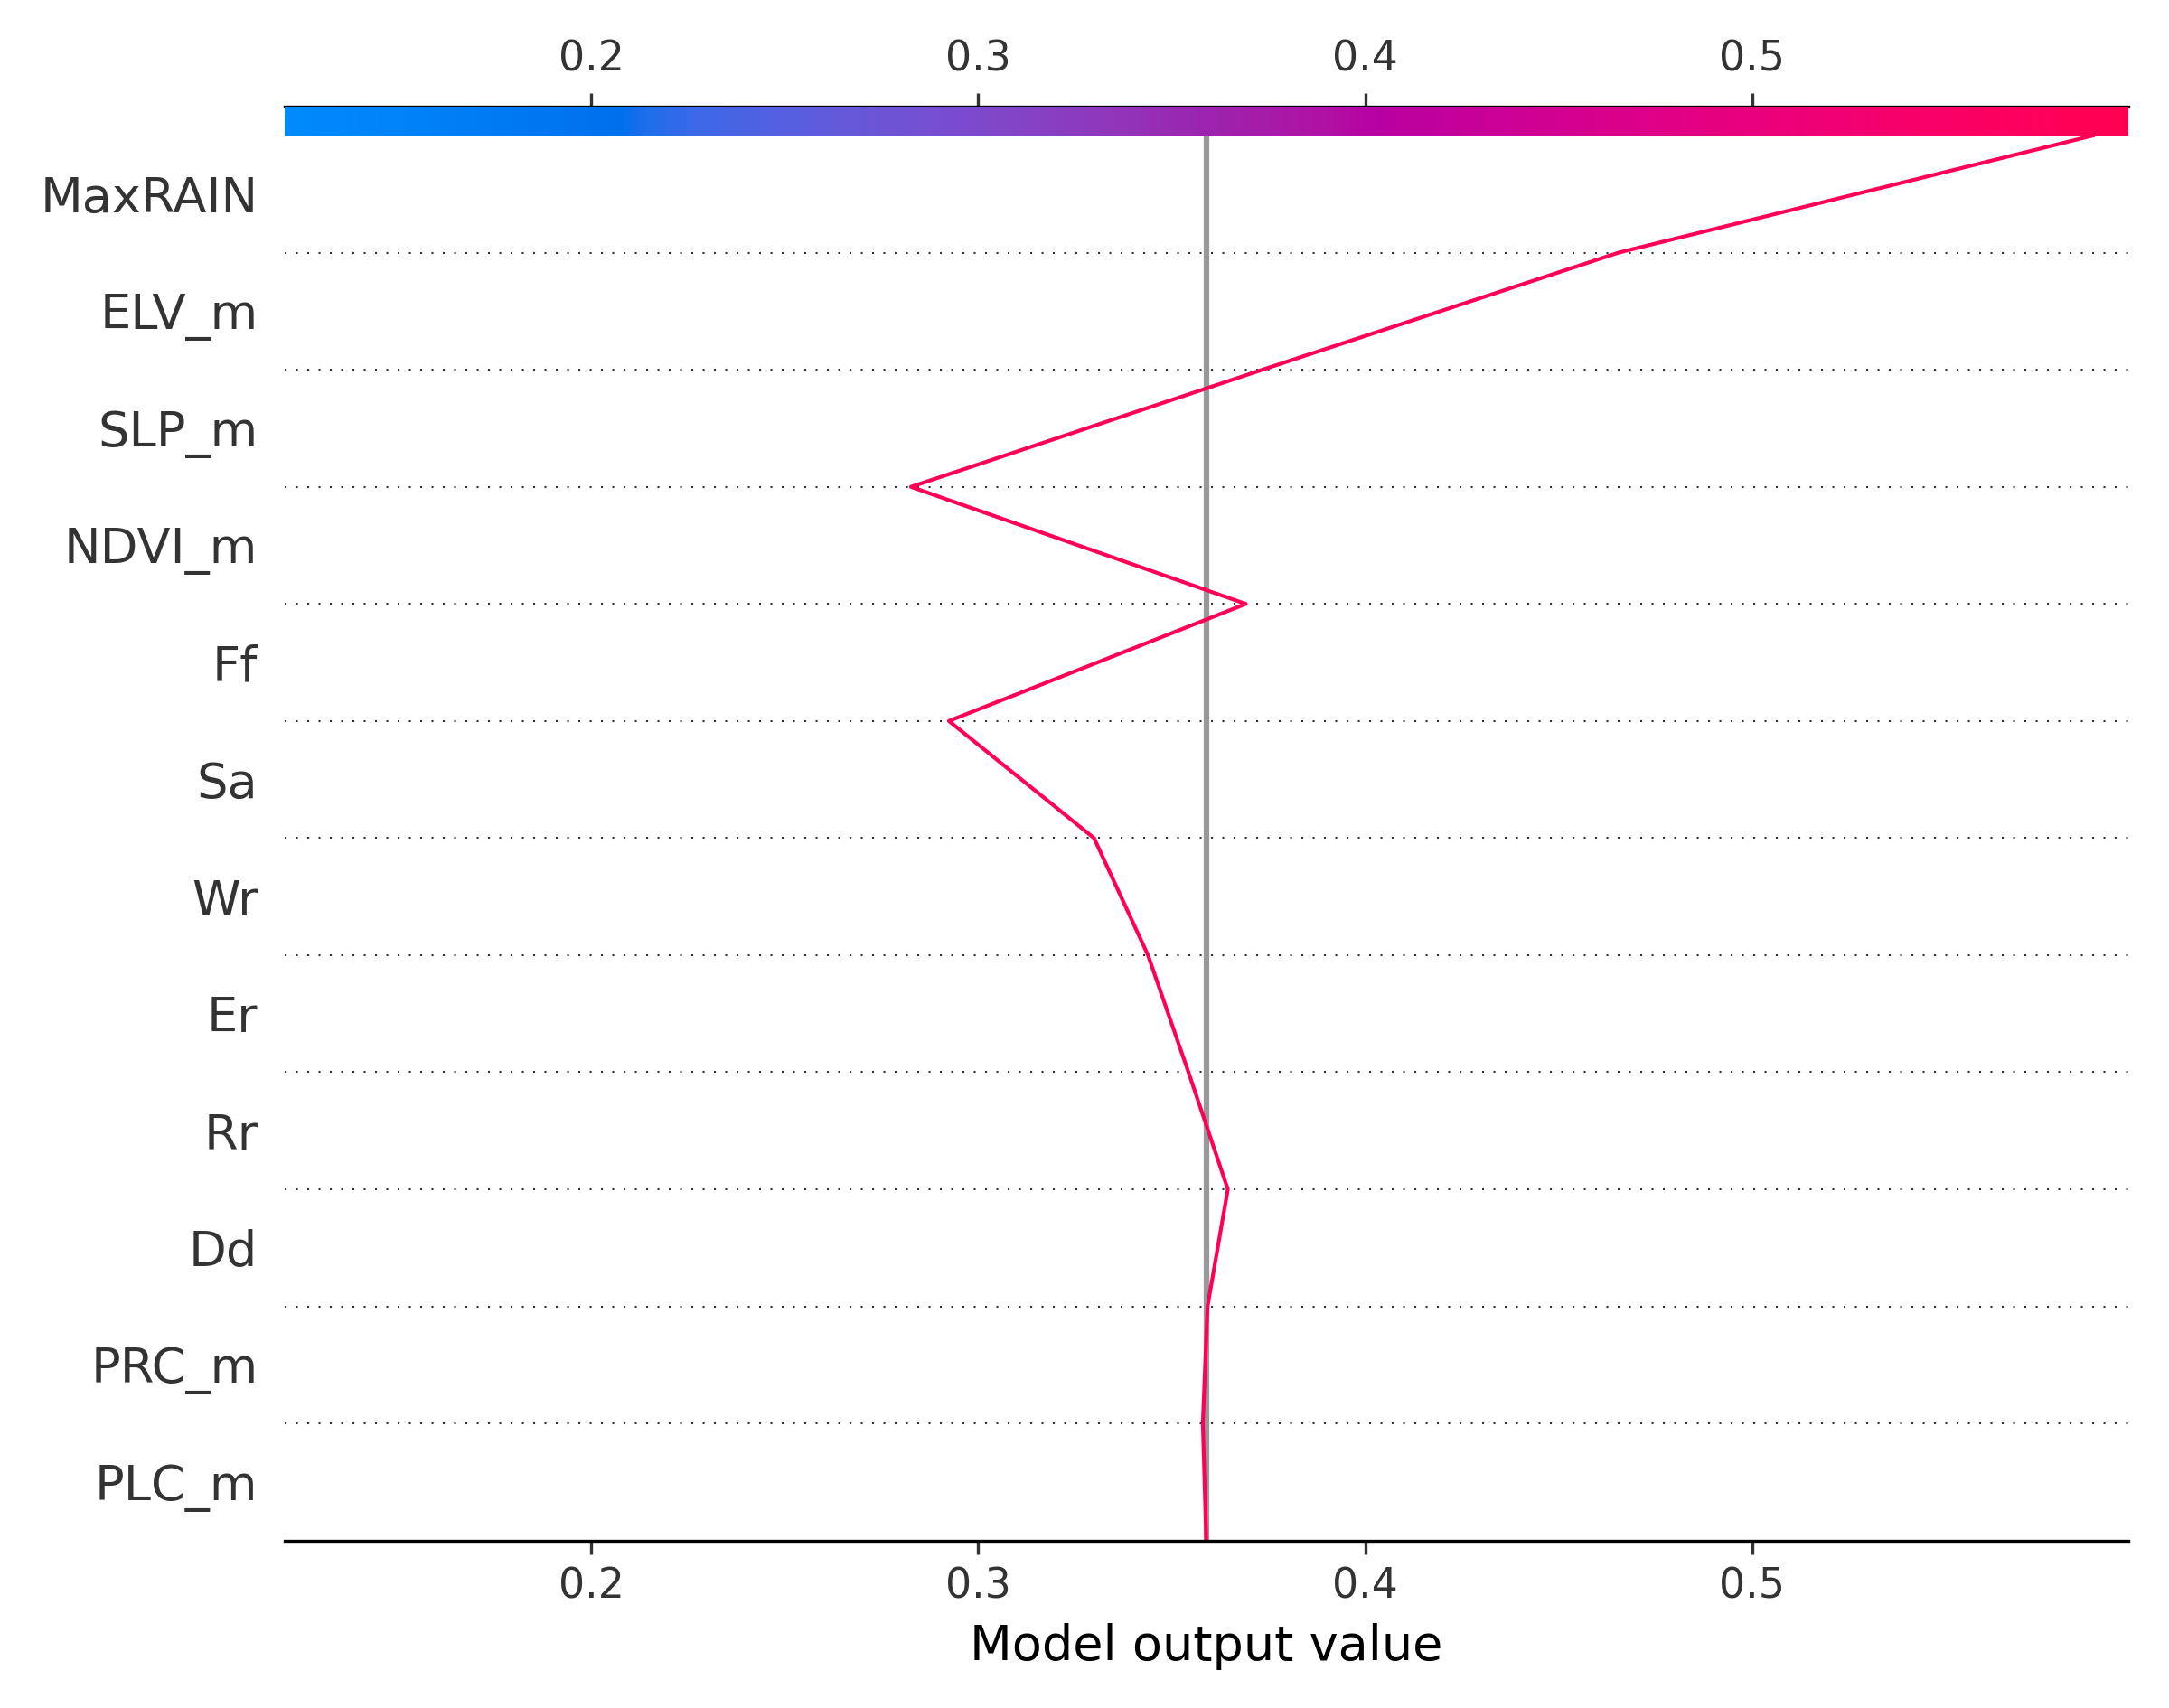 0.2 0.3 0.4 0.5
MaxRAIN
ELV_m
SLP_m
NDVI_m
Ff
Sa
Wr
Er
Rr
Dd
PRC_m
PLC_m
0.2 0.3 0.4 0.5
Model output value